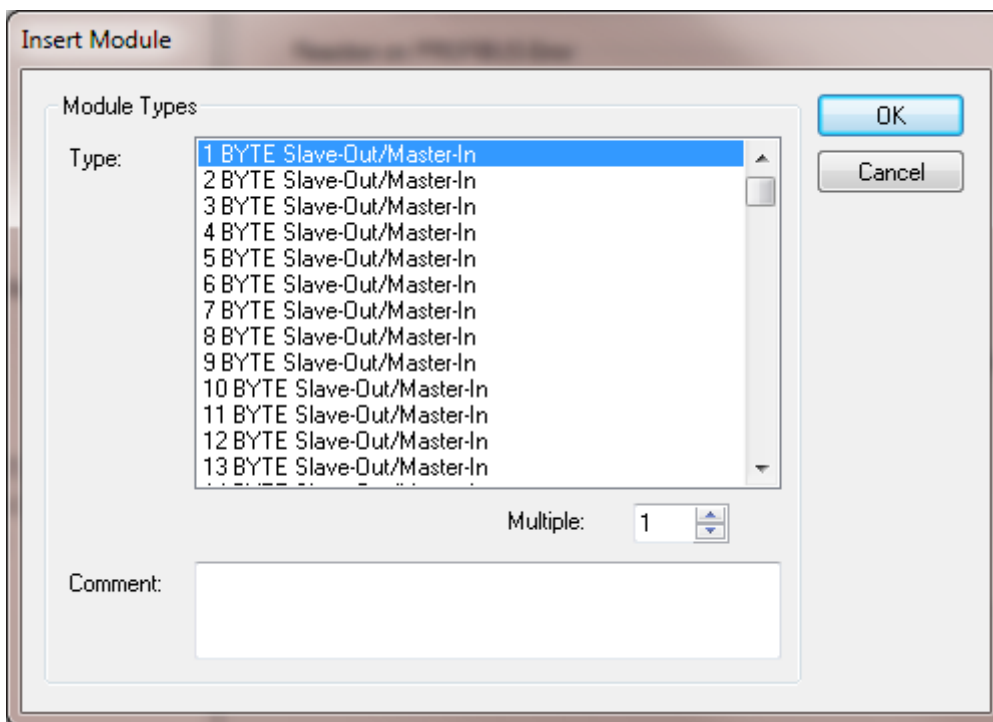 Insert Module
Module Types
Type:
1 BYTE Slave-Out/Master-In
2 BYTE Slave-Out/Master-In
3 BYTE Slave-Out/Master-In
4 BYTE Slave-Out/Master-In
5 BYTE Slave-Out/Master-In
6 BYTE Slave-Out/Master-In
7 BYTE Slave-Out/Master-In
8 BYTE Slave-Out/Master-In
9 BYTE Slave-Out/Master-In
10 BYTE Slave-Out/Master-In
11 BYTE Slave-Out/Master-In
12 BYTE Slave-Out/Master-In
13 BYTE Slave-Out/Master-In
Multiple: 1
Comment:
OK
Cancel